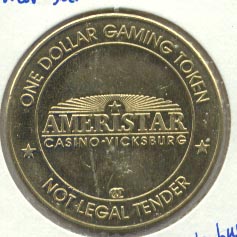 ONE DOLLAR GAMING TOKEN
AMERISTAR
CASINO·VICKSBURG
NOT LEGAL TENDER